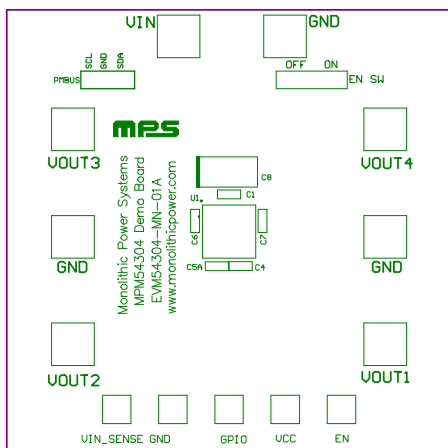 VIN
GND
SCL
GND
SDA
PMBUS
OFF ON
EN SW
mps
VOUT3
VOUT4
Monolithic Power Systems
MPM54304 Demo Board
EVM54304-MN-01A
www.monolithicpower.com
C8
C1
U1
C6
C7
C5A
C4
GND
GND
VOUT2
VOUT1
VIN_SENSE GND GPIO VCC EN